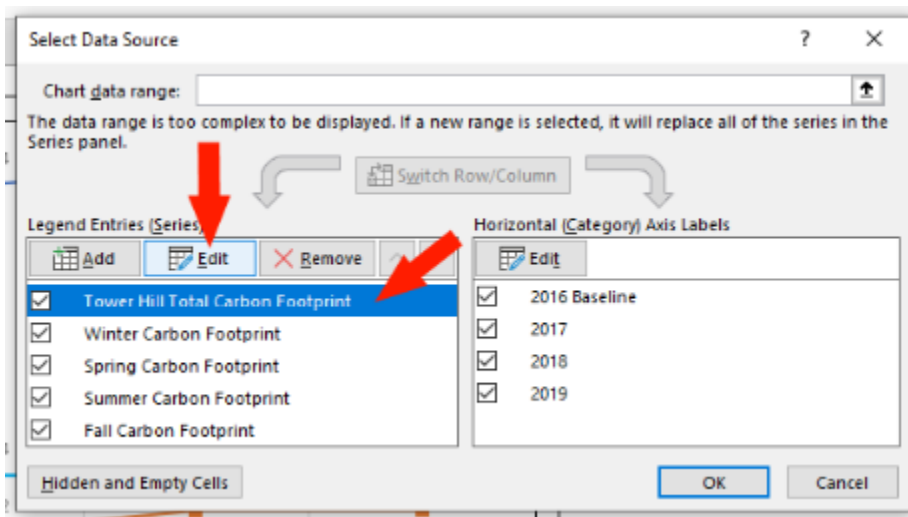 Select Data Source
?
Chart data range:
The data range is too complex to be displayed. If a new range is selected, it will replace all of the series in the
Series panel.
Switch Row/Column
Legend Entries (Series)
Horizontal (Category) Axis Labels
Add
Edit
Remove
Edit
Tower Hill Total Carbon Footprint
2016 Baseline
Winter Carbon Footprint
2017
Spring Carbon Footprint
2018
Summer Carbon Footprint
2019
Fall Carbon Footprint
Hidden and Empty Cells
OK
Cancel